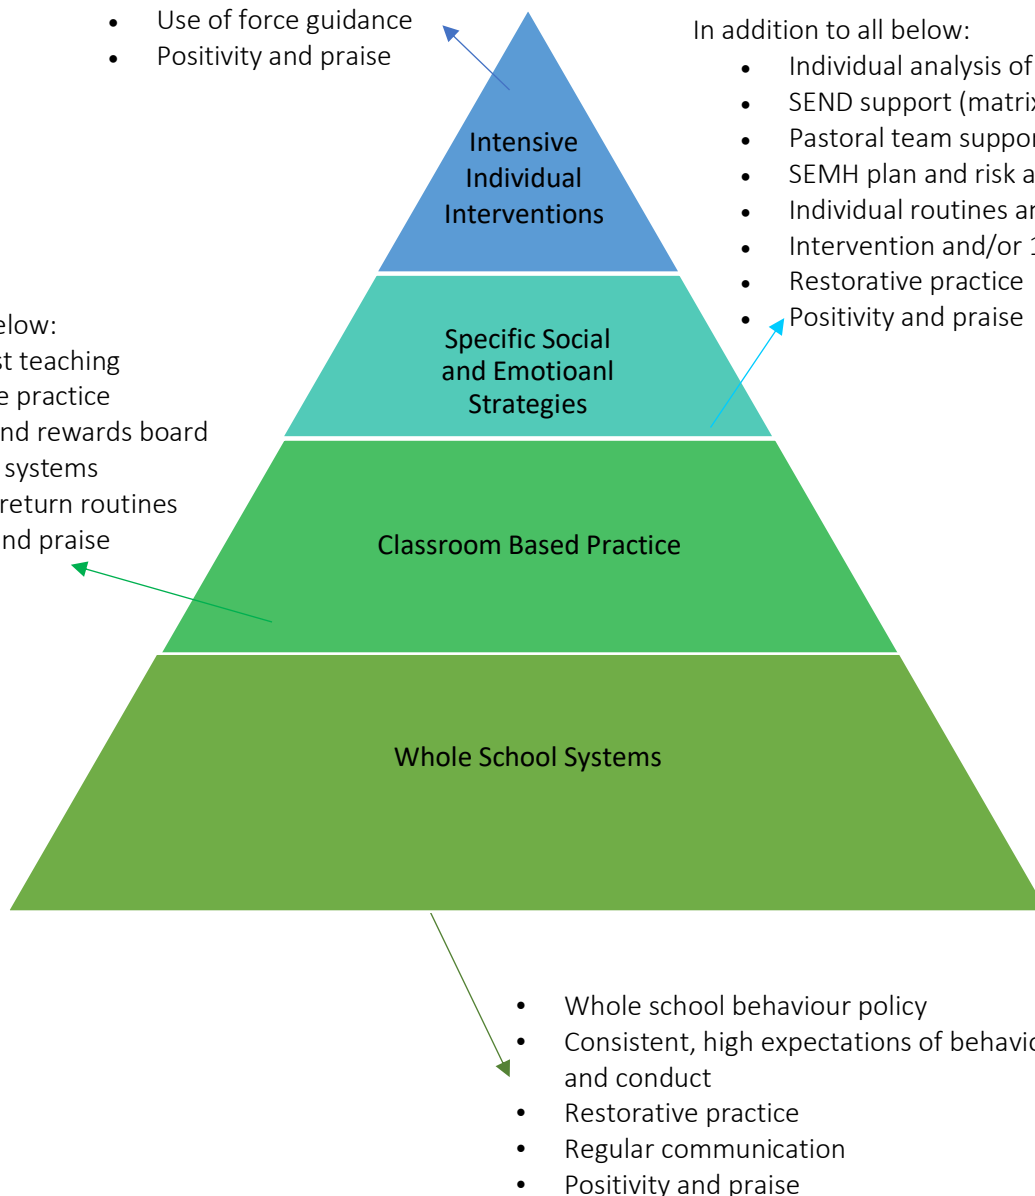 • Use of force guidance
• Positivity and praise
In addition to all below:
• Individual analysis of
• SEND support (matrix
• Pastoral team support
• SEMH plan and risk a
• Individual routines an
• Intervention and/or 1
• Restorative practice
• Positivity and praise
Intensive
Individual
Interventions
elow:
st teaching
e practice
nd rewards board
systems
return routines
nd praise
Specific Social
and Emotioanl
Strategies
Classroom Based Practice
Whole School Systems
• Whole school behaviour policy
• Consistent, high expectations of behavio
and conduct
• Restorative practice
• Regular communication
• Positivity and praise